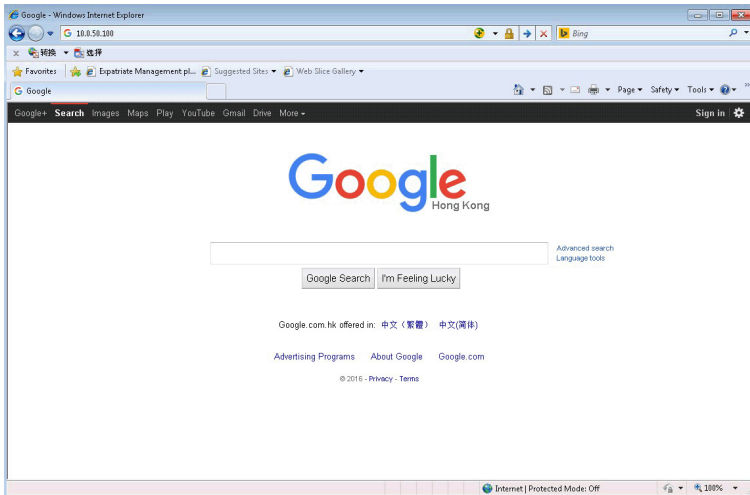 Google - Windows Internet Explorer
10.0.50.100
Bing
x 转换 选择
Favorites Expatriate Management pl... Suggested Sites Web Slice Gallery
Google
Page Safety Tools
Google+ Search Images Maps Play YouTube Gmail Drive More Sign in
Google
Hong Kong
Advanced search
Language tools
Google Search I'm Feeling Lucky
Google.com.hk offered in: 中文（繁體） 中文(简体)
Advertising Programs About Google Google.com
© 2016 - Privacy - Terms
Internet | Protected Mode: Off 100%